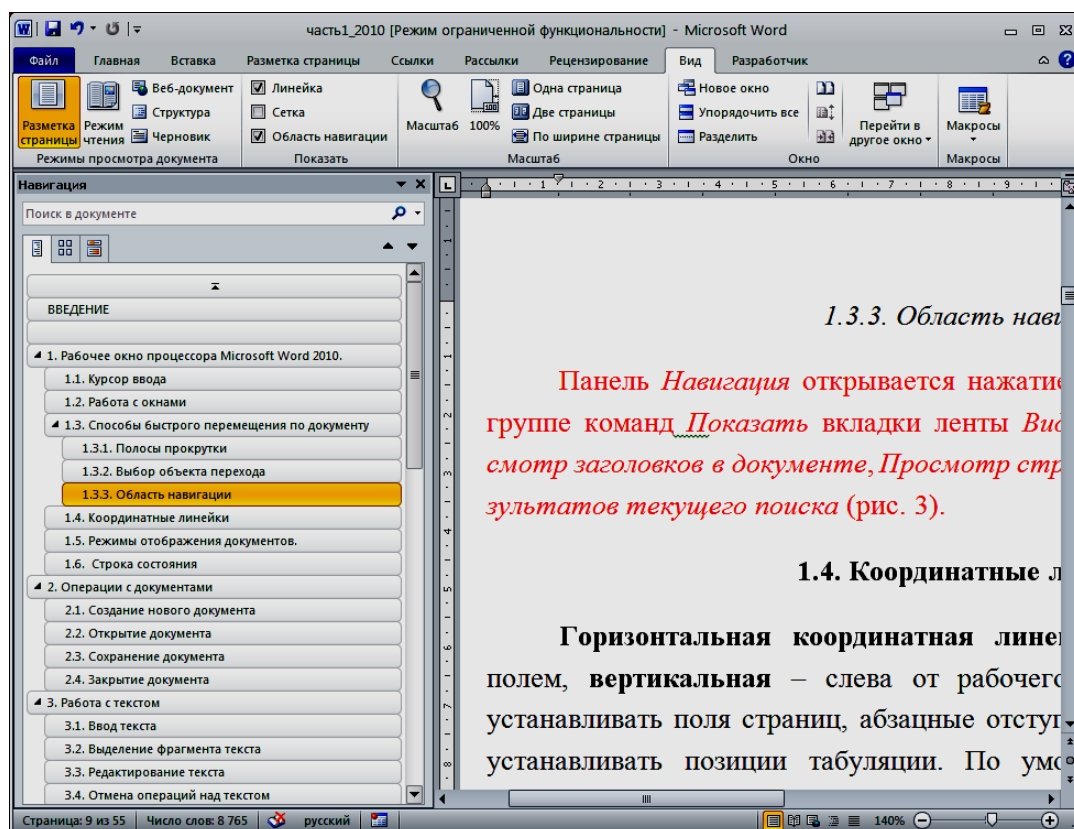 часть1_2010 [Режим ограниченной функциональности] - Microsoft Word
Файл Главная Вставка Разметка страницы Ссылки Рассылки Рецензирование Вид Разработчик
Разметка страницы
Режим чтения
Веб-документ
Структура
Черновик
Режимы просмотра документа
Линейка
Сетка
Область навигации
Показать
Масштаб
100%
Одна страница
Две страницы
По ширине страницы
Масштаб
Новое окно
Упорядочить все
Разделить
Перейти в другое окно
Окно
Макросы
Макросы
Навигация
Поиск в документе
ВВЕДЕНИЕ
1. Рабочее окно процессора Microsoft Word 2010.
1.1. Курсор ввода
1.2. Работа с окнами
1.3. Способы быстрого перемещения по документу
1.3.1. Полосы прокрутки
1.3.2. Выбор объекта перехода
1.3.3. Область навигации
1.4. Координатные линейки
1.5. Режимы отображения документов.
1.6. Строка состояния
2. Операции с документами
2.1. Создание нового документа
2.2. Открытие документа
2.3. Сохранение документа
2.4. Закрытие документа
3. Работа с текстом
3.1. Ввод текста
3.2. Выделение фрагмента текста
3.3. Редактирование текста
3.4. Отмена операций над текстом
1 2 3 4 5 6 7 8 9
1.3.3. Область нави
Панель Навигация открывается нажатие
группе команд Показать вкладки ленты Вид
смотр заголовков в документе, Просмотр стр
зультатов текущего поиска (рис. 3).
1.4. Координатные л
Горизонтальная координатная линей
полем, вертикальная – слева от рабочего
устанавливать поля страниц, абзацные отступ
устанавливать позиции табуляции. По умо
Страница: 9 из 55 Число слов: 8 765 русский 140%